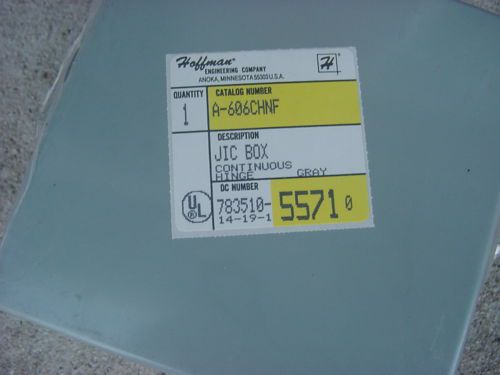 Hoffman®
ENGINEERING COMPANY
ANOKA, MINNESOTA 55303 U.S.A.
H®
QUANTITY
1
CATALOG NUMBER
A-606CHNF
DESCRIPTION
JIC BOX
CONTINUOUS
HINGE GRAY
UL®
DC NUMBER
783510-
14-19-1
5571 0